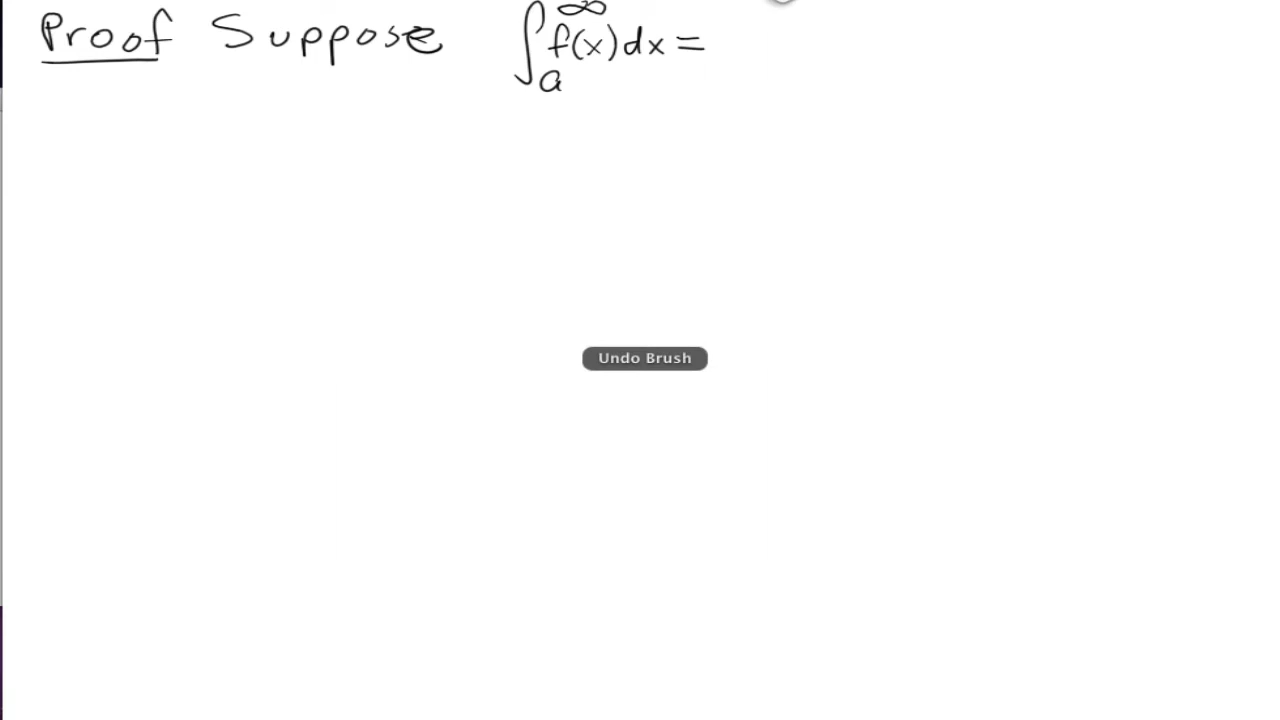 Proof Suppose ∫_a^∞ f(x)dx =
Undo Brush